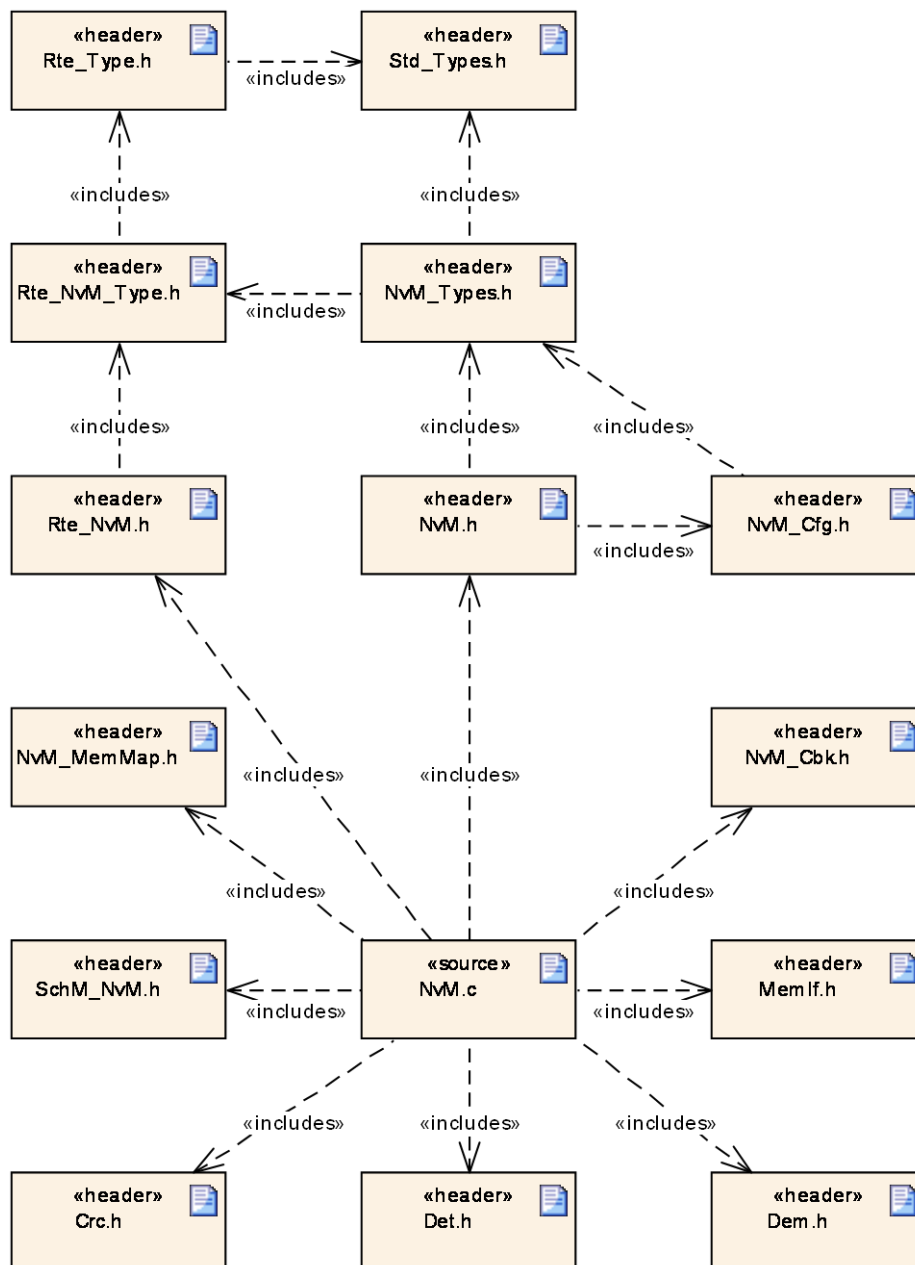 «header»
Rte_Type.h
«includes»
«header»
Std_Types.h
«includes»
«includes»
«header»
Rte_NvM_Type.h
«includes»
«header»
NvM_Types.h
«includes»
«includes»
«includes»
«header»
Rte_NvM.h
«header»
NvM.h
«includes»
«header»
NvM_Cfg.h
«header»
NvM_MemMap.h
«includes»
«includes»
«header»
NvM_Cbk.h
«includes»
«includes»
«header»
SchM_NvM.h
«includes»
«source»
NvM.c
«includes»
«header»
MemIf.h
«includes»
«includes»
«includes»
«header»
Crc.h
«header»
Det.h
«header»
Dem.h